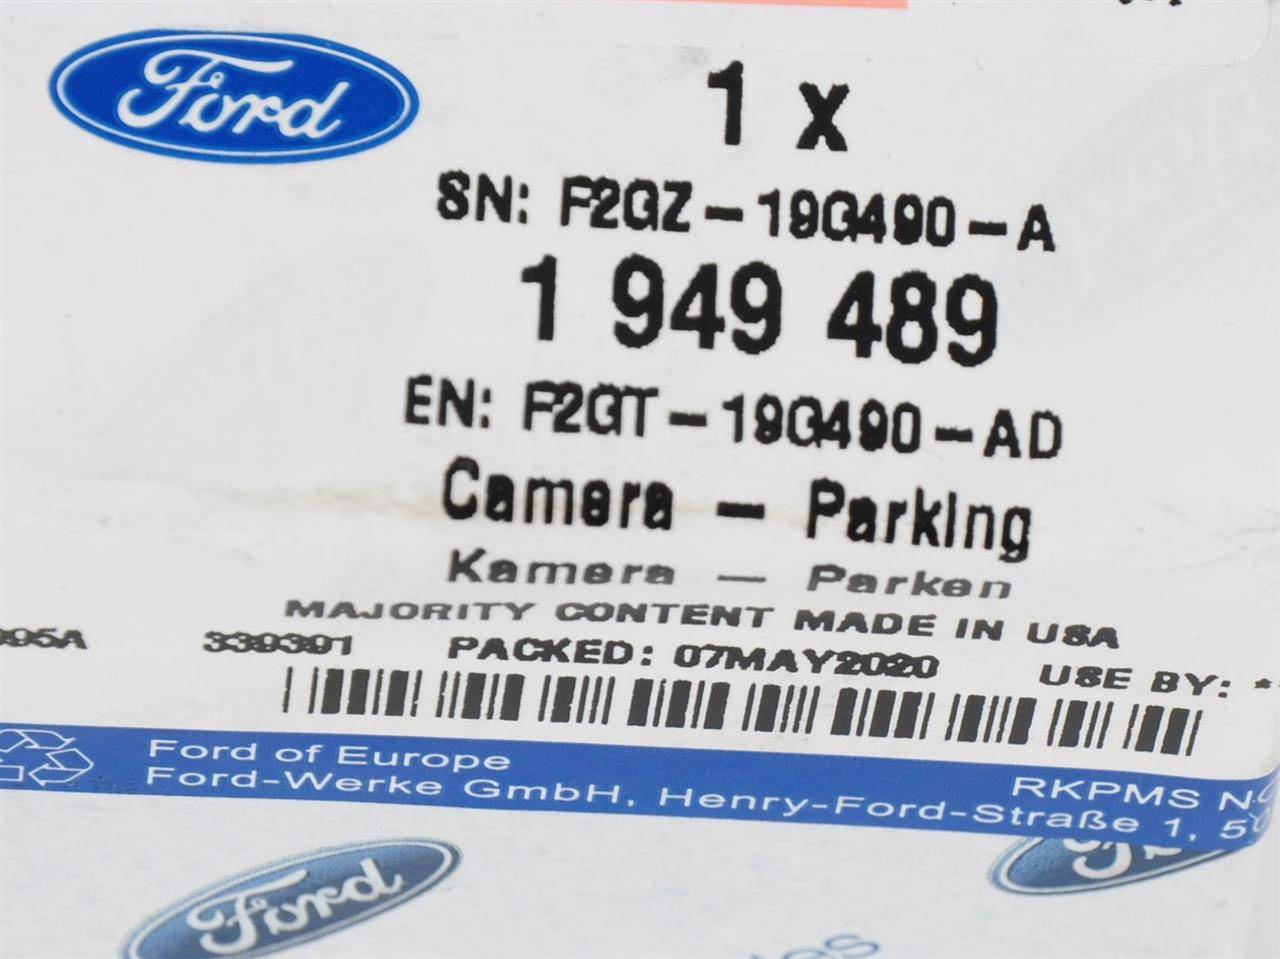 Ford
1 x
SN: F2GZ-19G490-A
1 949 489
EN: F2GT-19G490-AD
Camera - Parking
Kamera - Parken
MAJORITY CONTENT MADE IN USA
339391 PACKED: 07MAY2020 USE BY:
Ford of Europe
RKPMS
Ford-Werke GmbH, Henry-Ford-Straße 1,
Ford